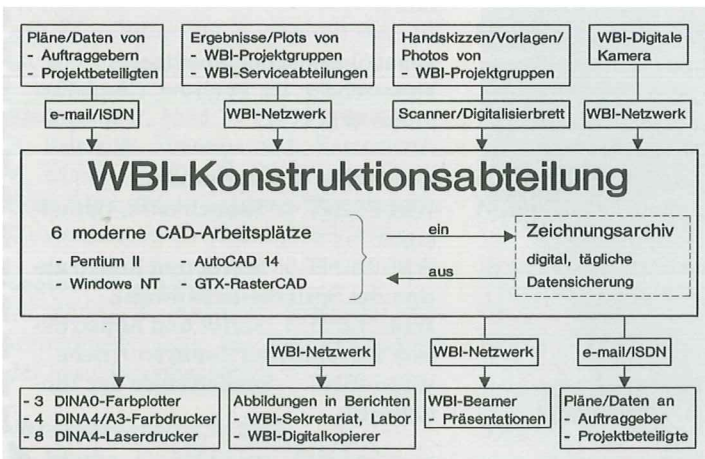 Pläne/Daten von
- Auftraggebern
- Projektbeteiligten
Ergebnisse/Plots von
- WBI-Projektgruppen
- WBI-Serviceabteilungen
Handskizzen/Vorlagen/
Photos von
- WBI-Projektgruppen
WBI-Digitale
Kamera
e-mail/ISDN
WBI-Netzwerk
Scanner/Digitalisierbrett
WBI-Netzwerk
WBI-Konstruktionsabteilung
6 moderne CAD-Arbeitsplätze
- Pentium II - AutoCAD 14
- Windows NT - GTX-RasterCAD
ein
aus
Zeichnungsarchiv
digital, tägliche
Datensicherung
WBI-Netzwerk
WBI-Netzwerk
e-mail/ISDN
- 3 DINA0-Farbplotter
- 4 DINA4/A3-Farbdrucker
- 8 DINA4-Laserdrucker
Abbildungen in Berichten
- WBI-Sekretariat, Labor
- WBI-Digitalkopierer
WBI-Beamer
- Präsentationen
Pläne/Daten an
- Auftraggeber
- Projektbeteiligte